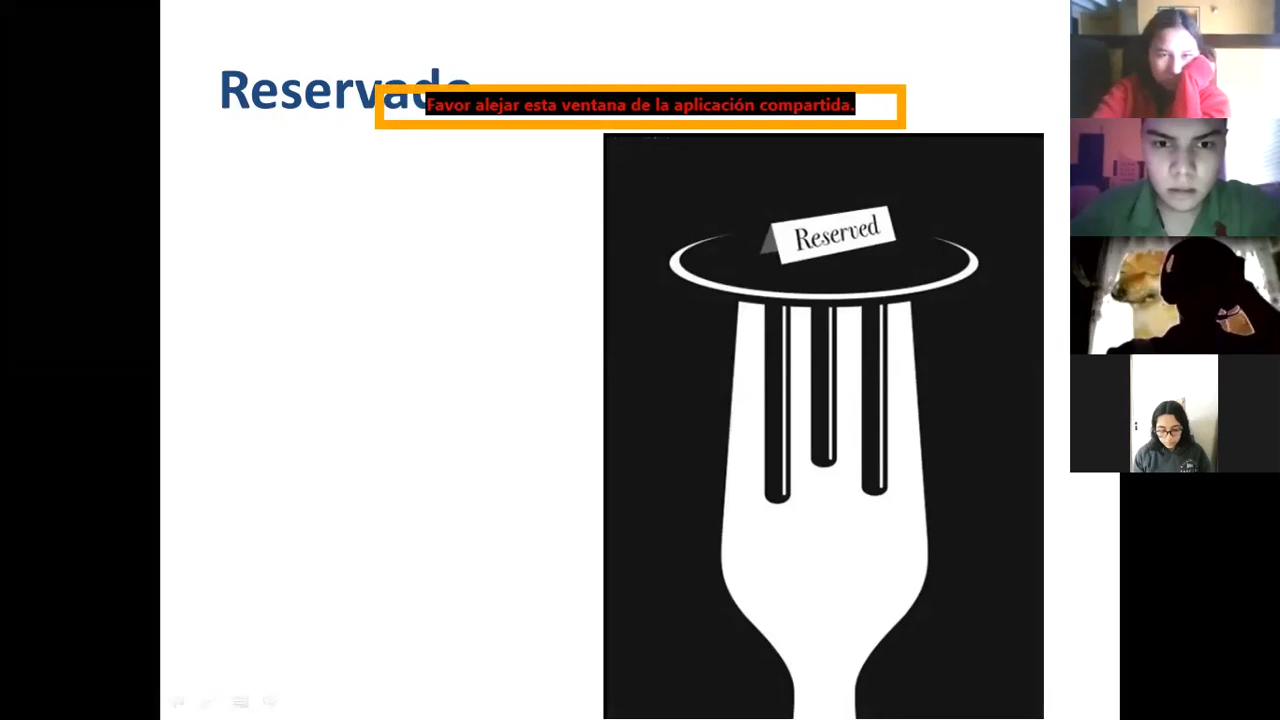 Reservado
Favor alejar esta ventana de la aplicación compartida.
Reserved